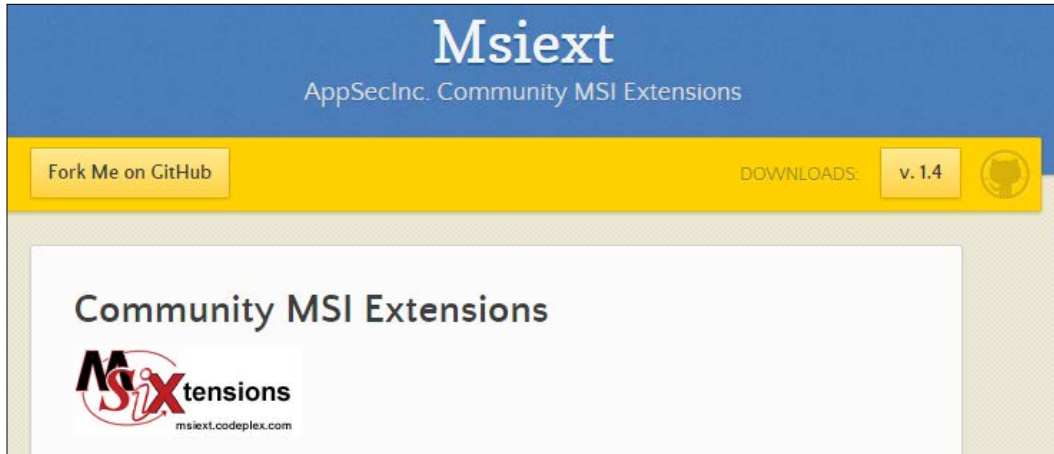 Msiext
AppSecInc. Community MSI Extensions
Fork Me on GitHub
DOWNLOADS:
v. 1.4
Community MSI Extensions
MSiXtensions
msiext.codeplex.com